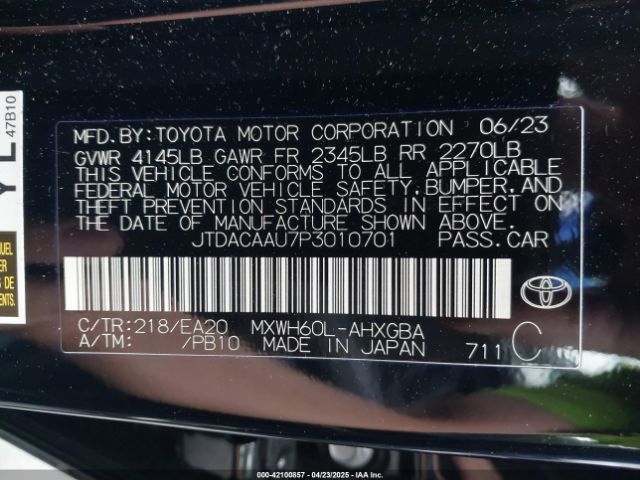 MFD.BY:TOYOTA MOTOR CORPORATION 06/23
GVWR 4145LB GAWR FR 2345LB RR 2270LB
THIS VEHICLE CONFORMS TO ALL APPLICABLE
FEDERAL MOTOR VEHICLE SAFETY,BUMPER,AND
THEFT PREVENTION STANDARDS IN EFFECT ON
THE DATE OF MANUFACTURE SHOWN ABOVE.
JTDACAAU7P3010701 PASS.CAR
C/TR:218/EA20 MXWH60L-AHXGBA
A/TM: /PB10 MADE IN JAPAN 711 C
47B10
YL
000-42100857 - 04/23/2025 - IAA Inc.